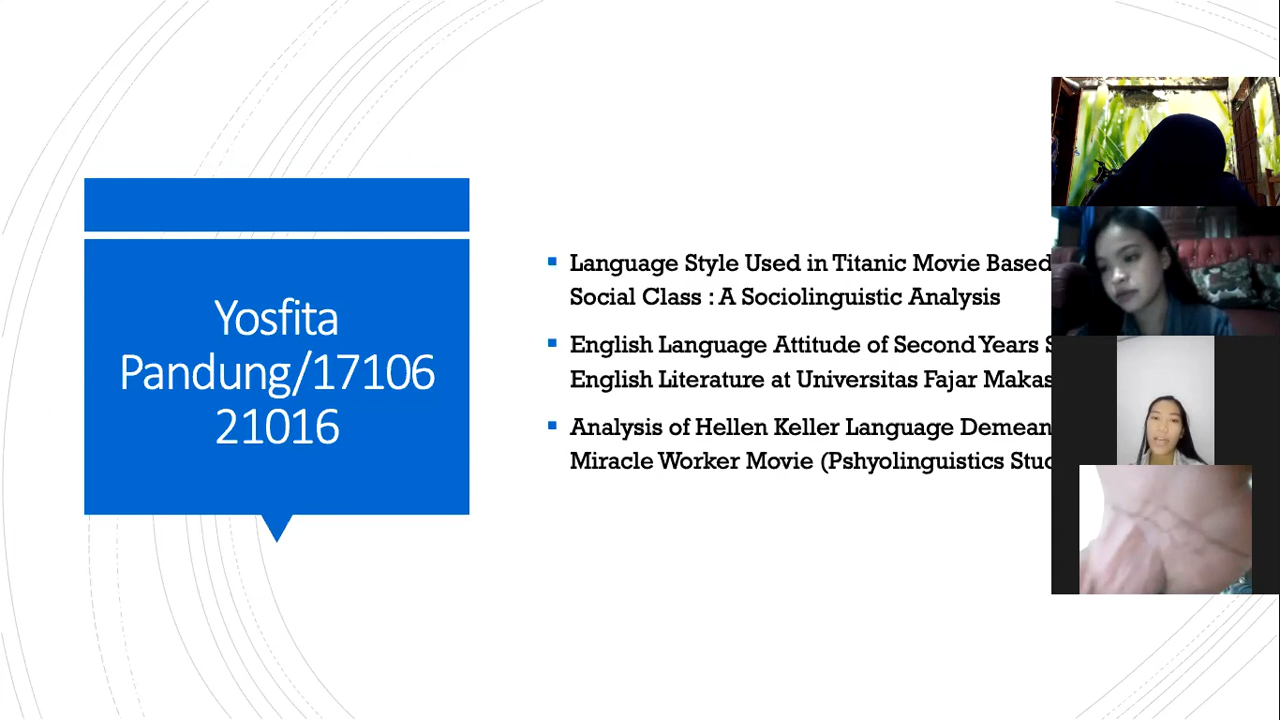 Yosfita
Pandung/17106
21016
Language Style Used in Titanic Movie Based
Social Class : A Sociolinguistic Analysis
English Language Attitude of Second Years
English Literature at Universitas Fajar
Analysis of Hellen Keller Language
Miracle Worker Movie (Pshyolinguistics